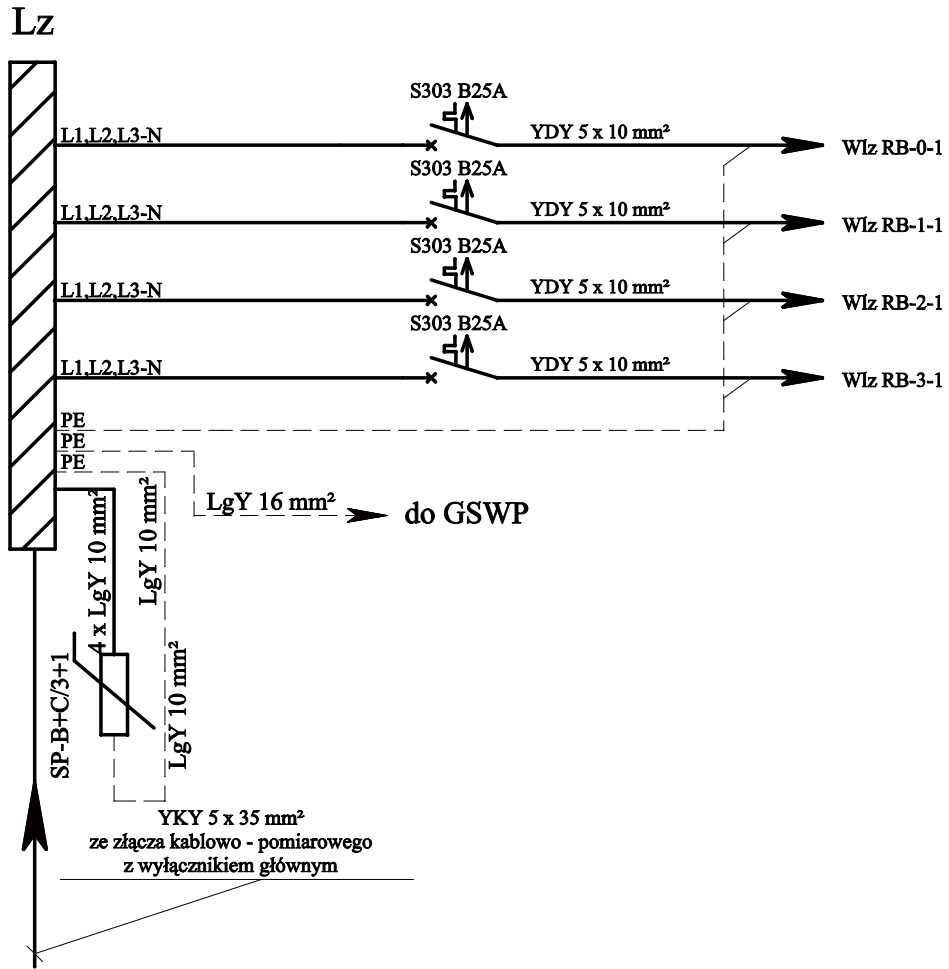 Lz
S303 B25A
L1,L2,L3-N
YDY 5 x 10 mm²
Wlz RB-0-1
S303 B25A
L1,L2,L3-N
YDY 5 x 10 mm²
Wlz RB-1-1
S303 B25A
L1,L2,L3-N
YDY 5 x 10 mm²
Wlz RB-2-1
S303 B25A
L1,L2,L3-N
YDY 5 x 10 mm²
Wlz RB-3-1
PE
PE
PE
LgY 16 mm²
do GSWP
4 x LgY 10 mm²
LgY 10 mm²
SP-B+C/3+1
LgY 10 mm²
YKY 5 x 35 mm²
ze złącza kablowo - pomiarowego
z wyłącznikiem głównym